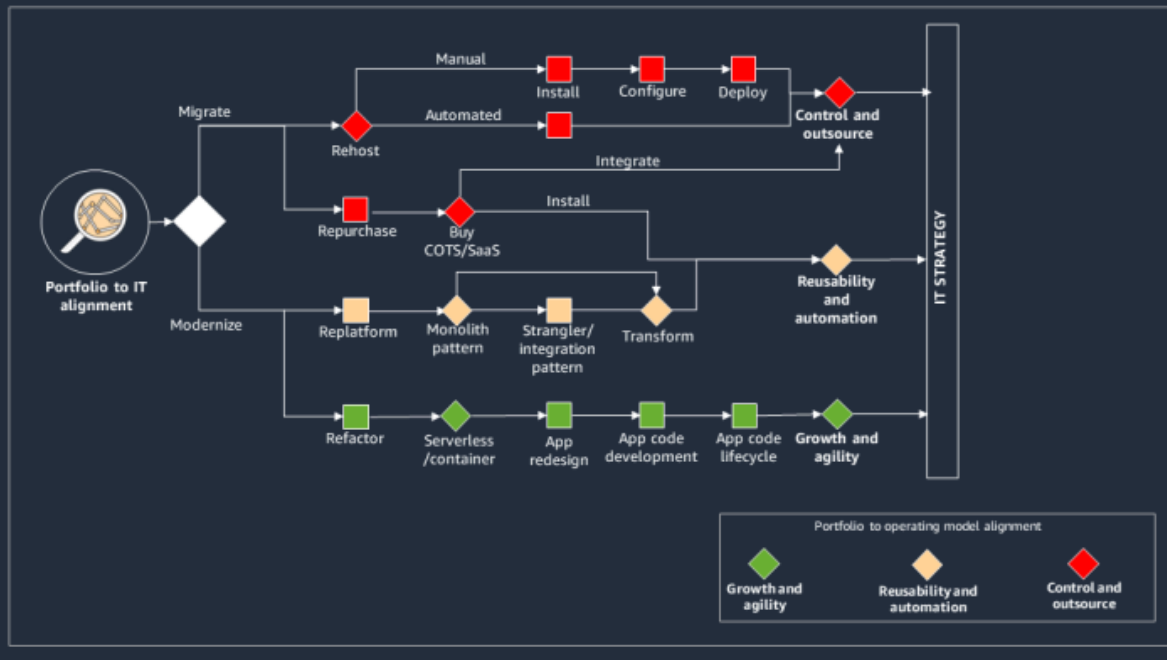 Manual
Install
Configure
Deploy
Migrate
Automated
Rehost
Control and
outsource
Integrate
Repurchase
Install
Buy
COTS/SaaS
Portfolio to IT
alignment
Modernize
Replatform
Monolith
pattern
Strangler/
integration
pattern
Transform
Reusability
and
automation
Refactor
Serverless
/container
App
redesign
App code
development
App code
lifecycle
Growth and
agility
IT STRATEGY
Portfolio to operating model alignment
Growth and
agility
Reusability and
automation
Control and
outsource